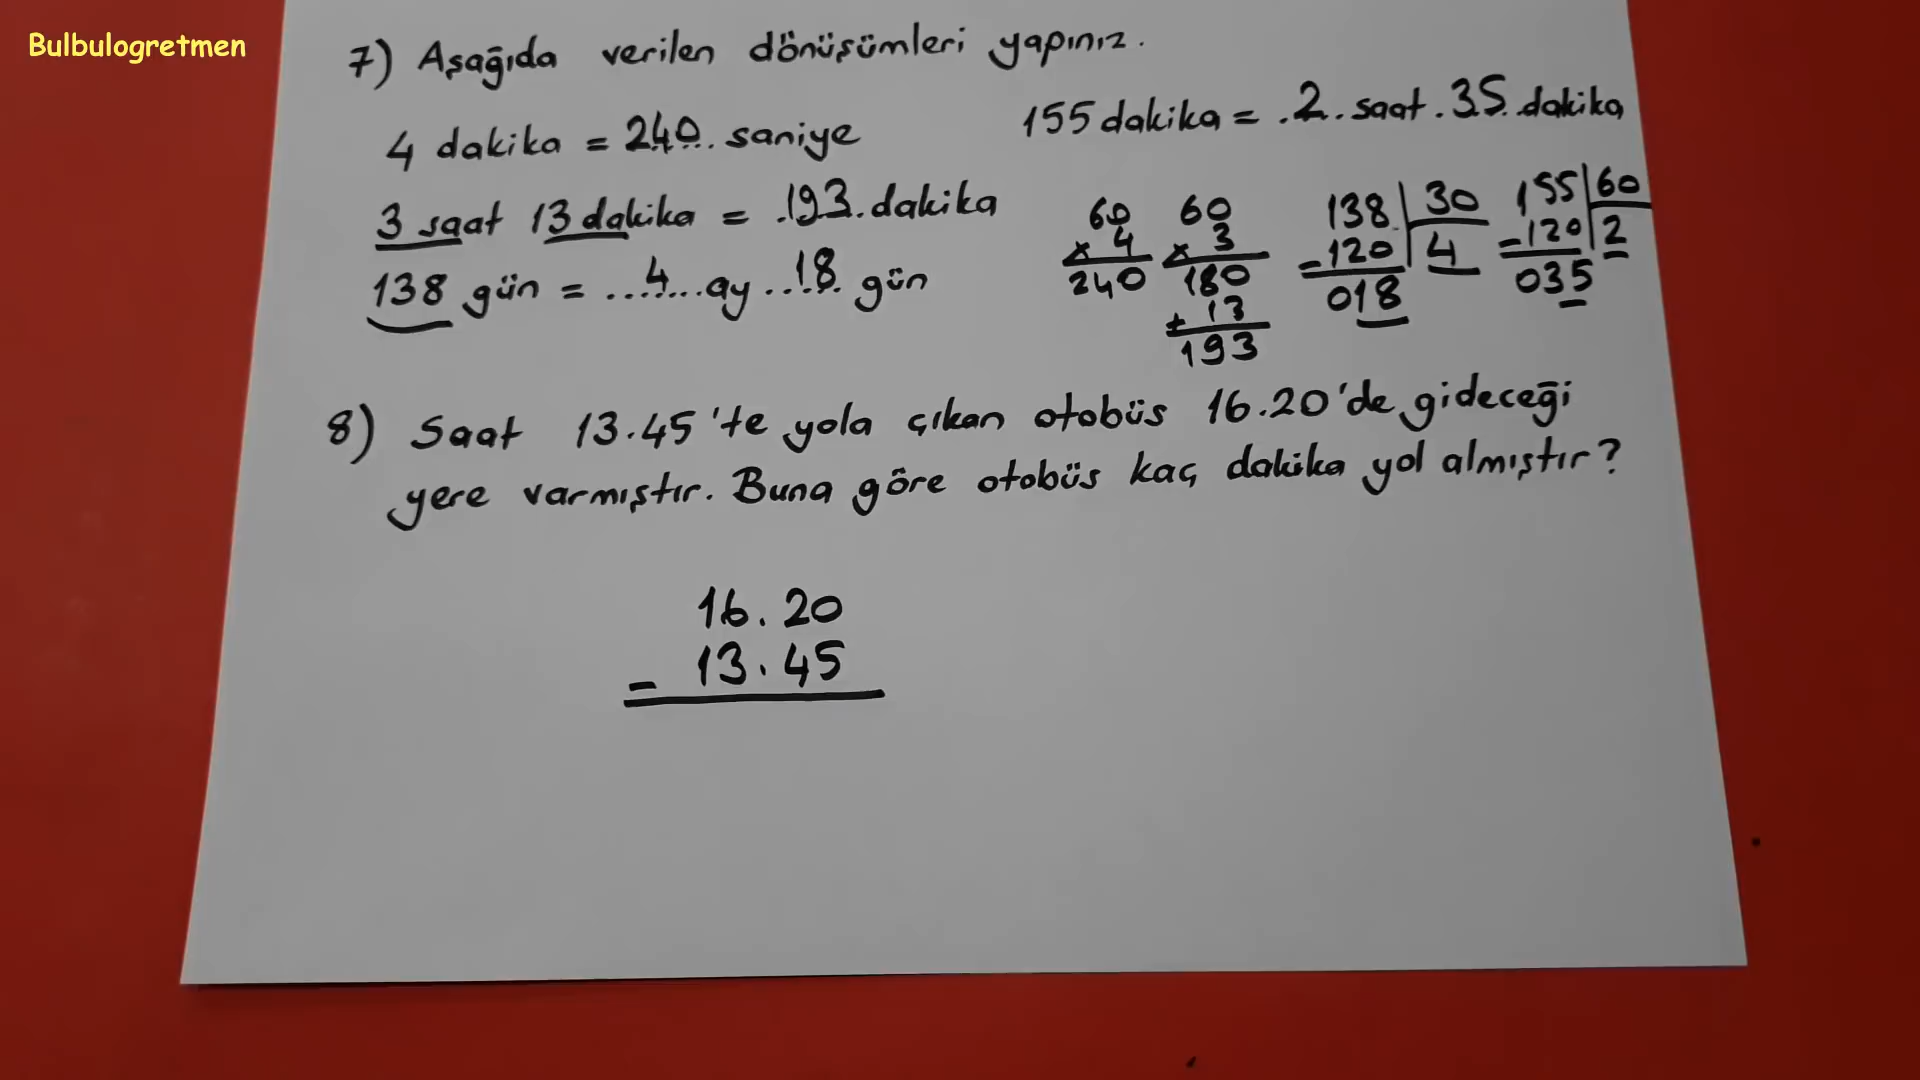 Bulbulogretmen
7) Aşağıda verilen dönüşümleri yapınız.
4 dakika = 240 saniye
155 dakika = .2. saat .35. dakika
3 saat 13 dakika = .193. dakika
138 gün = ...4...ay ..18.. gün
60
x 4
240
60
x 3
180
+ 13
193
138 | 30
- 120 | 4
018
155 | 60
- 120 | 2
035
8) Saat 13.45'te yola çıkan otobüs 16.20'de gideceği
yere varmıştır. Buna göre otobüs kaç dakika yol almıştır?
16.20
- 13.45